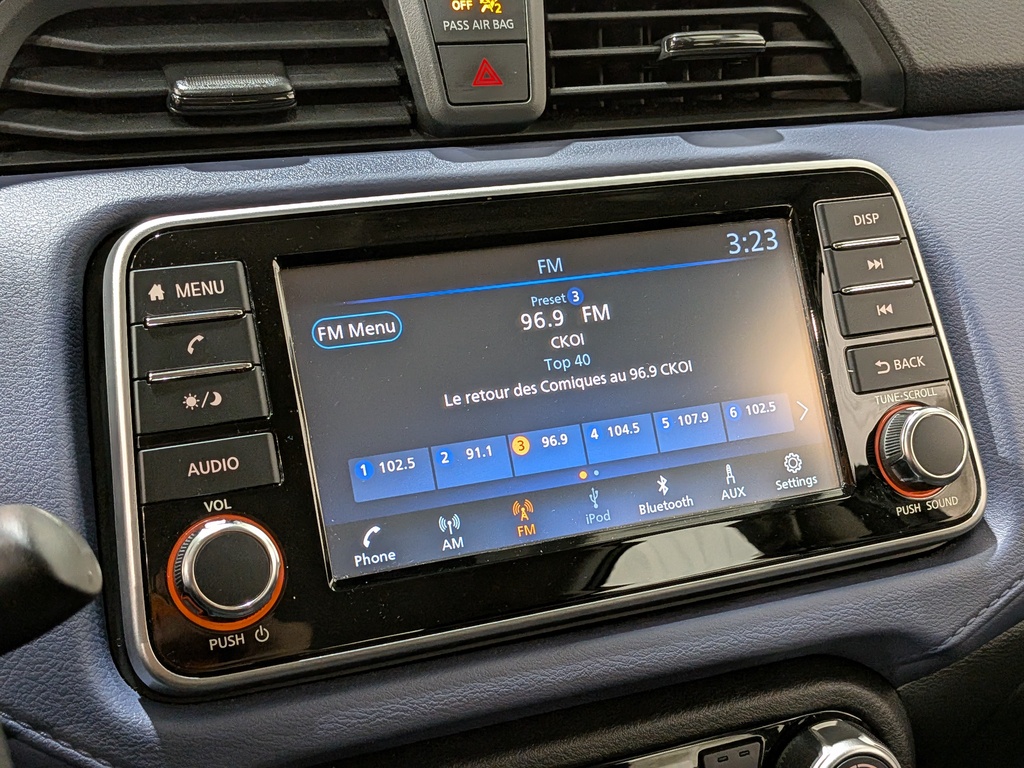 OFF 2
PASS AIR BAG
MENU
AUDIO
VOL
PUSH
FM
3:23
FM Menu
Preset 3
96.9 FM
CKOI
Top 40
Le retour des Comiques au 96.9 CKOI
1 102.5
2 91.1
3 96.9
4 104.5
5 107.9
6 102.5
Phone
AM
FM
iPod
Bluetooth
AUX
Settings
DISP
BACK
TUNE·SCROLL
PUSH SOUND